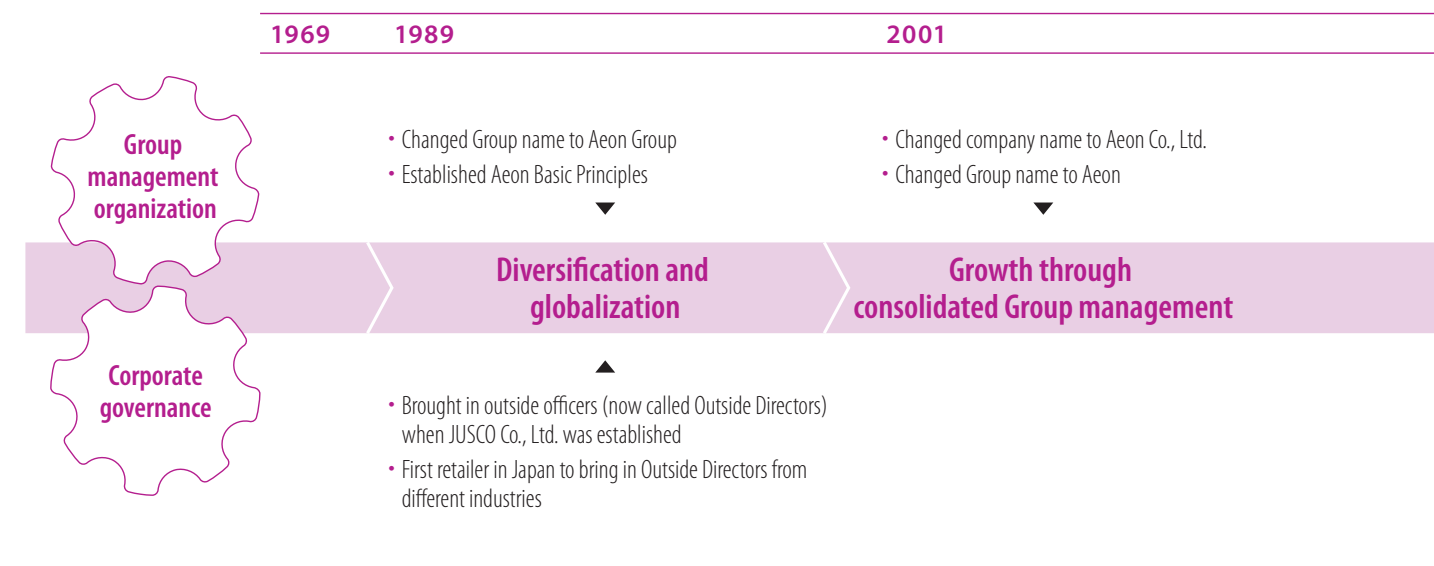 1969 1989 2001
Group
management
organization
• Changed Group name to Aeon Group
• Established Aeon Basic Principles
• Changed company name to Aeon Co., Ltd.
• Changed Group name to Aeon
Diversification and
globalization
Growth through
consolidated Group management
Corporate
governance
• Brought in outside officers (now called Outside Directors)
when JUSCO Co., Ltd. was established
• First retailer in Japan to bring in Outside Directors from
different industries